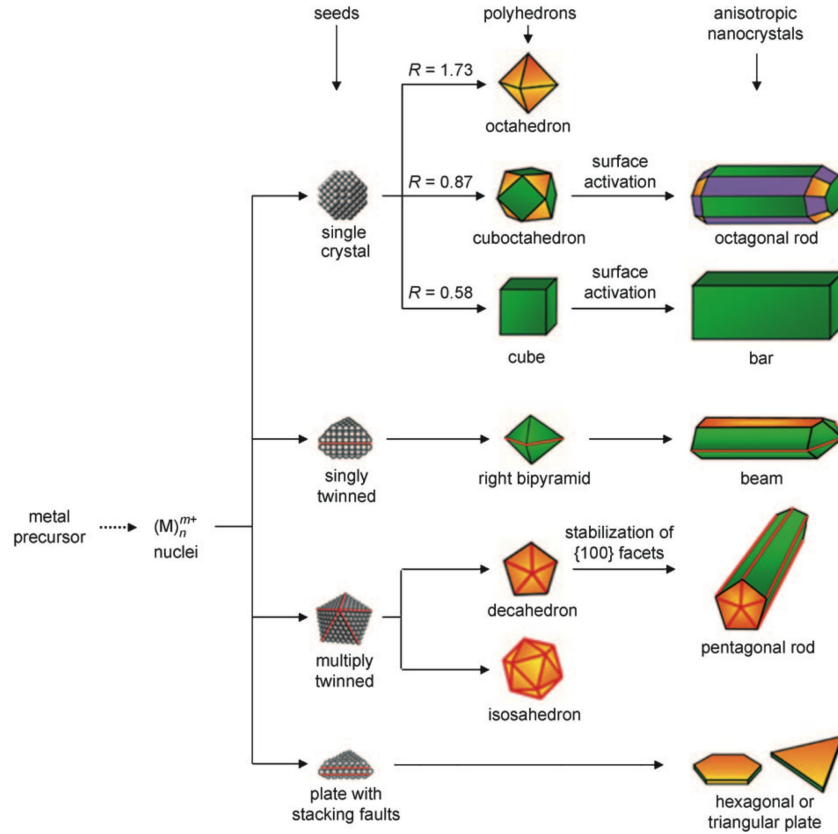 seeds
polyhedrons
anisotropic
nanocrystals
R = 1.73
octahedron
R = 0.87
surface
activation
single
crystal
cuboctahedron
octagonal rod
R = 0.58
surface
activation
cube
bar
singly
twinned
right bipyramid
beam
metal
precursor
(M)ₙᵐ⁺
nuclei
stabilization of
{100} facets
decahedron
pentagonal rod
multiply
twinned
isosahedron
plate with
stacking faults
hexagonal or
triangular plate